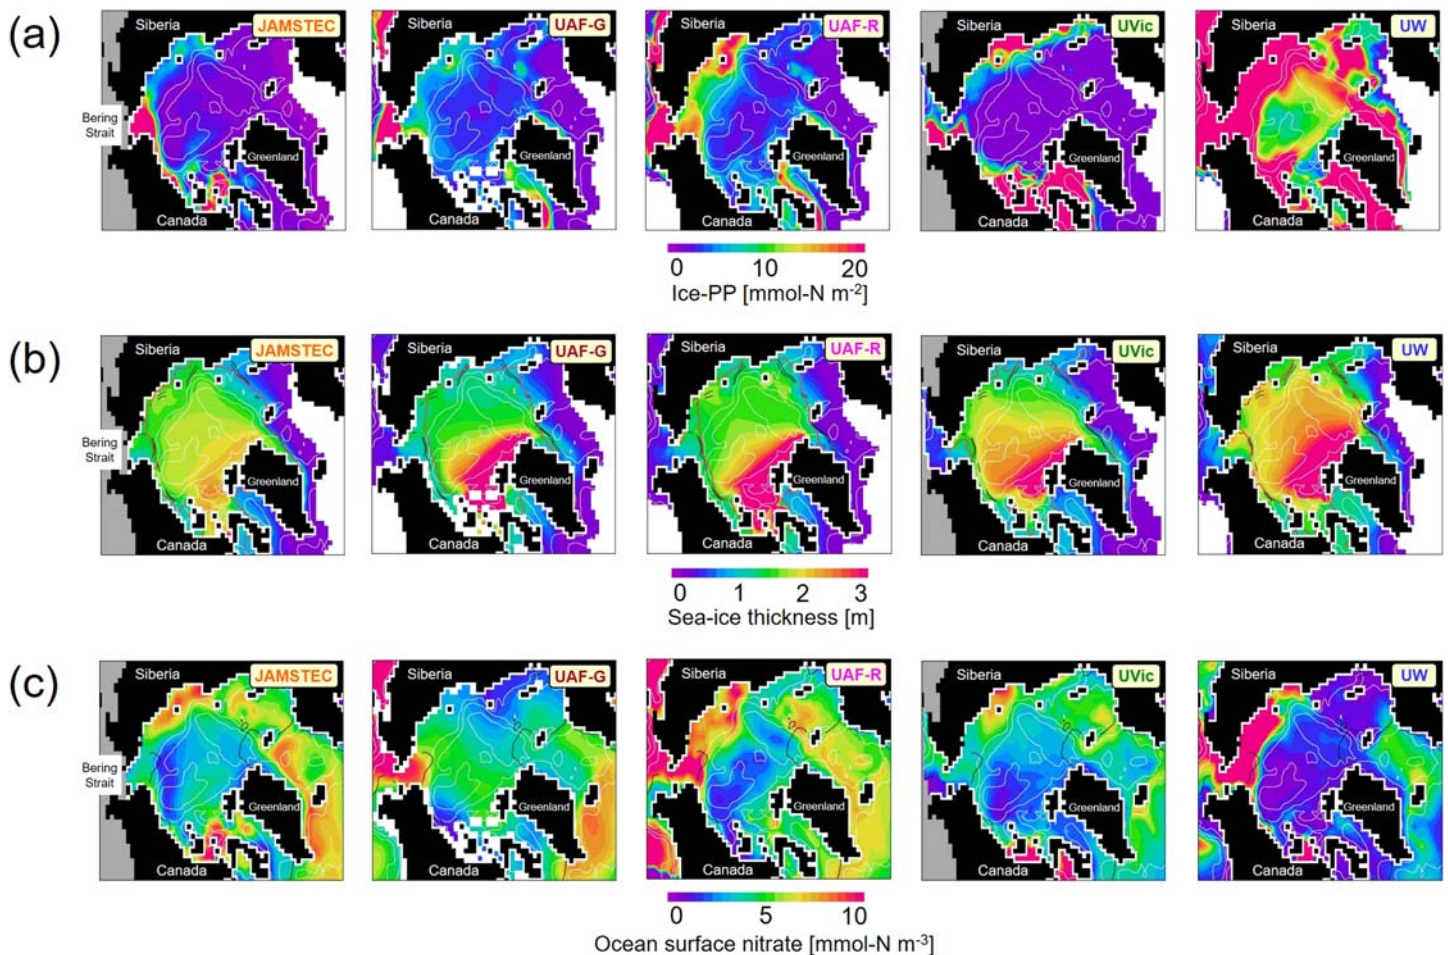 (a)
Siberia JAMSTEC
Bering
Strait
Greenland
Canada
Siberia UAF-G
Greenland
Canada
Siberia UAF-R
Greenland
Canada
Siberia UVic
Greenland
Canada
Siberia UW
Greenland
Canada
0 10 20
Ice-PP [mmol-N m⁻²]
(b)
Siberia JAMSTEC
Bering
Strait
Greenland
Canada
Siberia UAF-G
Greenland
Canada
Siberia UAF-R
Greenland
Canada
Siberia UVic
Greenland
Canada
Siberia UW
Greenland
Canada
0 1 2 3
Sea-ice thickness [m]
(c)
Siberia JAMSTEC
Bering
Strait
Greenland
Canada
Siberia UAF-G
Greenland
Canada
Siberia UAF-R
Greenland
Canada
Siberia UVic
Greenland
Canada
Siberia UW
Greenland
Canada
0 5 10
Ocean surface nitrate [mmol-N m⁻³]